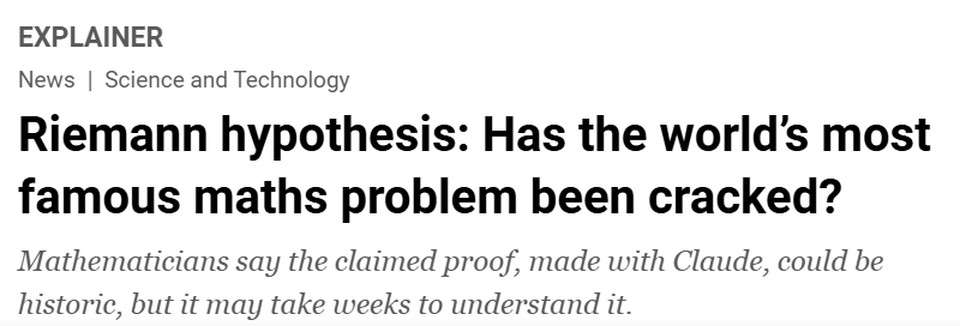 EXPLAINER
News | Science and Technology
Riemann hypothesis: Has the world’s most
famous maths problem been cracked?
Mathematicians say the claimed proof, made with Claude, could be
historic, but it may take weeks to understand it.